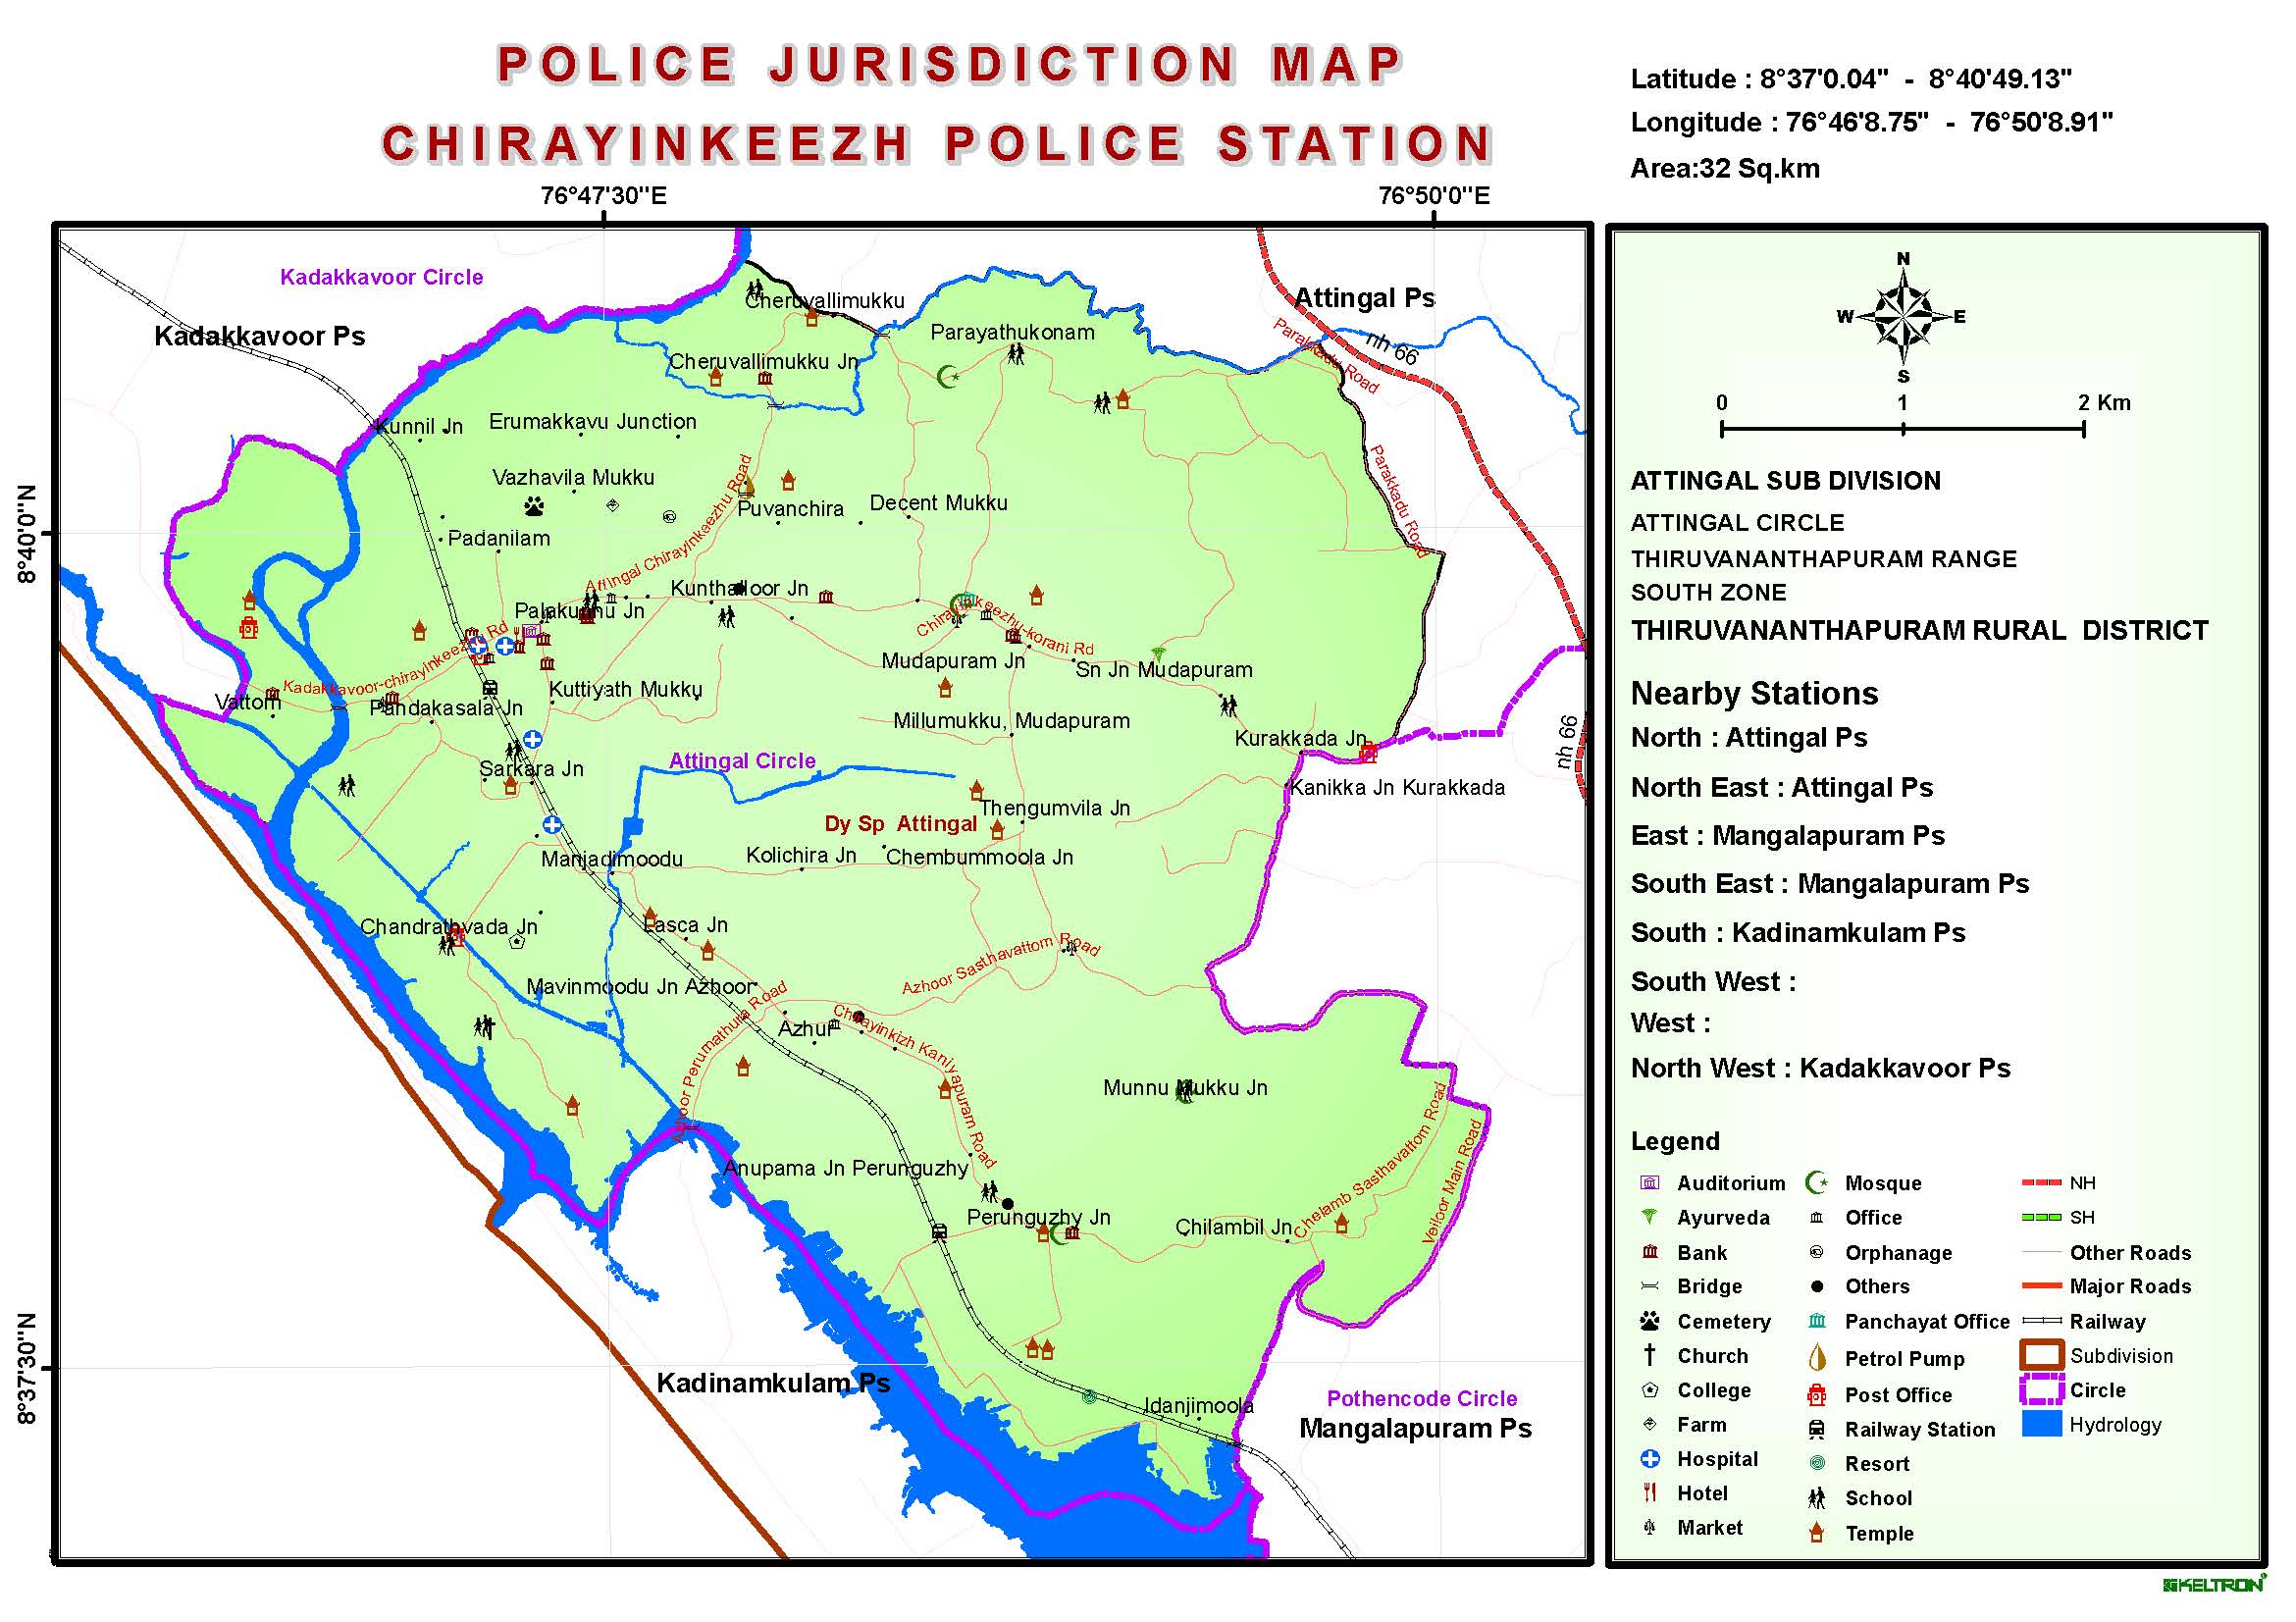 POLICE JURISDICTION MAP
CHIRAYINKEEZH POLICE STATION
Latitude : 8°37'0.04" - 8°40'49.13"
Longitude : 76°46'8.75" - 76°50'8.91"
Area:32 Sq.km
76°47'30"E
76°50'0"E
8°40'0"N
8°37'30"N
Kadakkavoor Circle
Kadakkavoor Ps
Attingal Ps
nh 66
Parakkadu Road
Cheruvallimukku
Parayathukonam
Cheruvallimukku Jn
Kunnil Jn
Erumakkavu Junction
Parakkadu Road
Vazhavila Mukku
Attingal Chirayinkeezhu Road
Puvanchira
Decent Mukku
Padanilam
Kunthalloor Jn
Palakunnu Jn
Chirayinkeezhu-korani Rd
Kadakkavoor-chirayinkeezhu Rd
Mudapuram Jn
Sn Jn Mudapuram
Vattom
Pandakasala Jn
Kuttiyath Mukku
Millumukku, Mudapuram
Kurakkada Jn
nh 66
Attingal Circle
Sarkara Jn
Kanikka Jn Kurakkada
Thengumvila Jn
Dy Sp Attingal
Manjadimoodu
Kolichira Jn
Chembummoola Jn
Chandrathvada Jn
Lasca Jn
Azhoor Sasthavattom Road
Mavinmoodu Jn Azhoor
Azhur
Azhoor Perumathura Road
Chirayinkizh Kaniyapuram Road
Munnu Mukku Jn
Anupama Jn Perunguzhy
Perunguzhy Jn
Chilambil Jn
Chelamb Sasthavattom Road
Veiloor Main Road
Kadinamkulam Ps
Idanjimoola
Pothencode Circle
Mangalapuram Ps
N
W E
S
0 1 2 Km
ATTINGAL SUB DIVISION
ATTINGAL CIRCLE
THIRUVANANTHAPURAM RANGE
SOUTH ZONE
THIRUVANANTHAPURAM RURAL DISTRICT
Nearby Stations
North : Attingal Ps
North East : Attingal Ps
East : Mangalapuram Ps
South East : Mangalapuram Ps
South : Kadinamkulam Ps
South West :
West :
North West : Kadakkavoor Ps
Legend
Auditorium
Ayurveda
Bank
Bridge
Cemetery
Church
College
Farm
Hospital
Hotel
Market
Mosque
Office
Orphanage
Others
Panchayat Office
Petrol Pump
Post Office
Railway Station
Resort
School
Temple
NH
SH
Other Roads
Major Roads
Railway
Subdivision
Circle
Hydrology
KELTRON